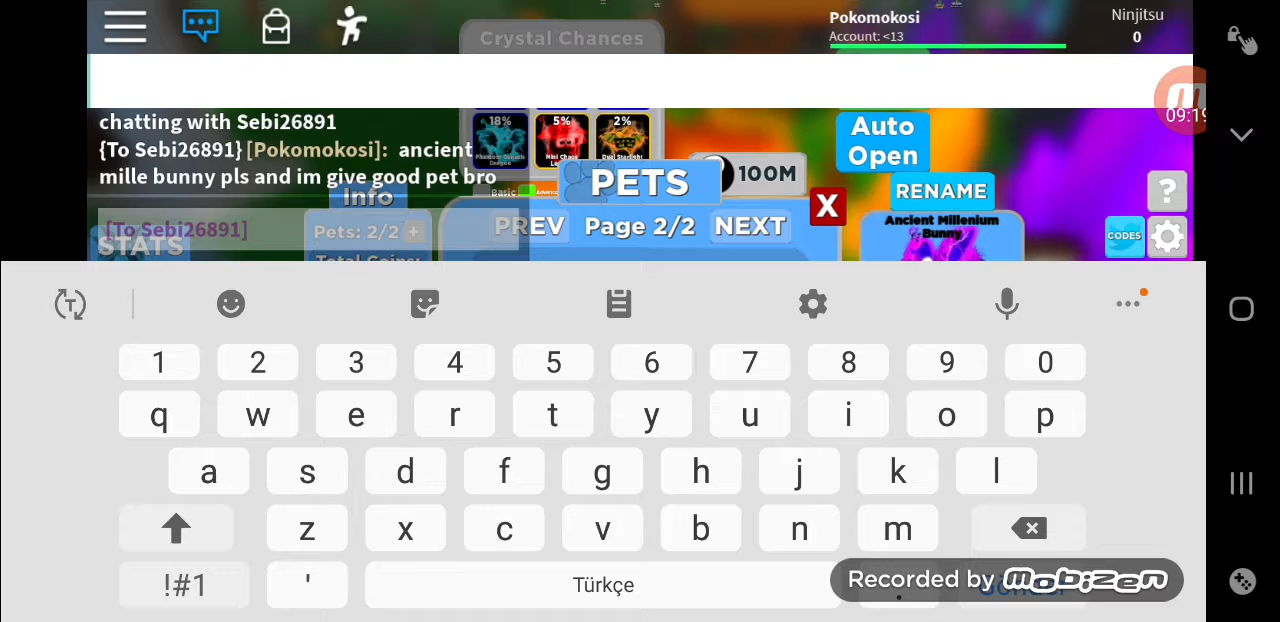 Crystal Chances
Pokomokosi
Account: <13
Ninjitsu
0
09:19
chatting with Sebi26891
{To Sebi26891} [Pokomokosi]: ancient
mille bunny pls and im give good pet bro
[To Sebi26891]
STATS
Info
Pets: 2/2 +
Total Coins:
18%
5%
2%
Basic
PETS
100M
PREV Page 2/2 NEXT
X
Auto
Open
RENAME
Ancient Millenium
Bunny
?
CODES
T
1 2 3 4 5 6 7 8 9 0
q w e r t y u i o p
a s d f g h j k l
z x c v b n m
!#1 ' Türkçe .
Recorded by mobizen